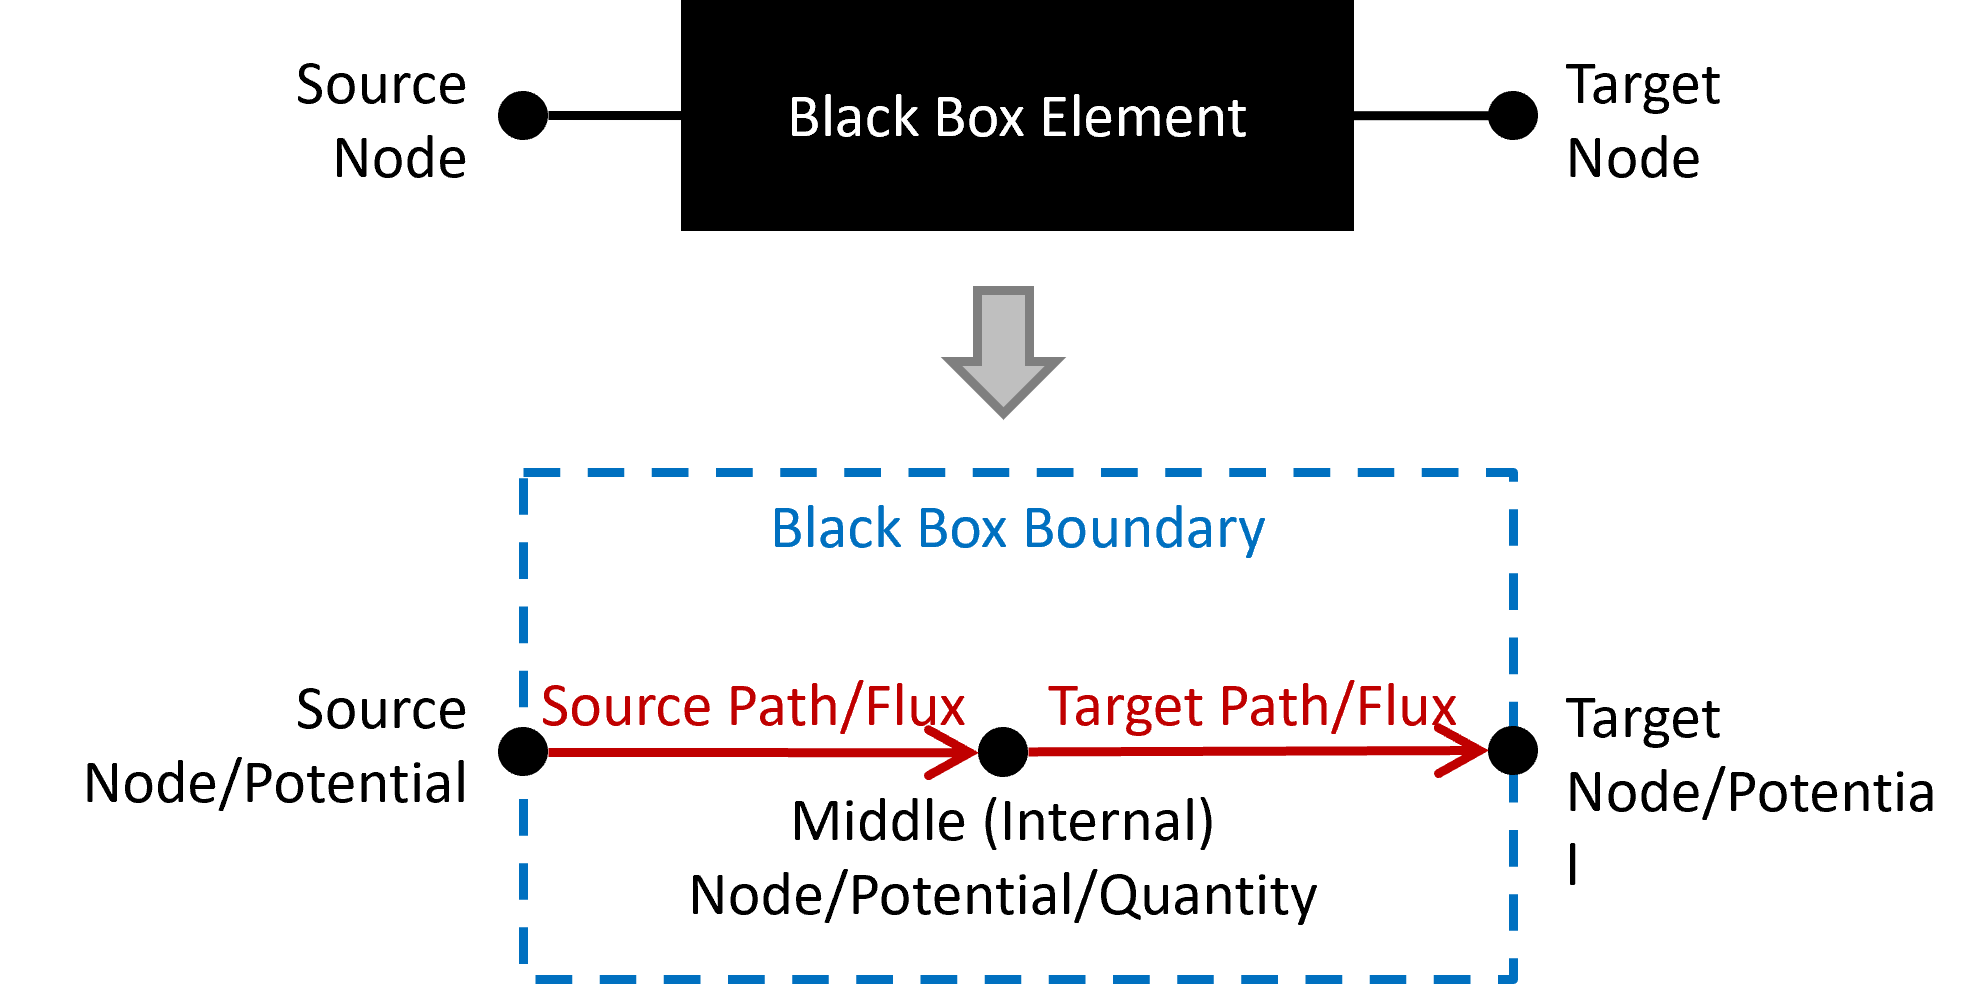 Source
Node
Black Box Element
Target
Node
Black Box Boundary
Source Path/Flux
Target Path/Flux
Source
Node/Potential
Middle (Internal)
Node/Potential/Quantity
Target
Node/Potentia
l